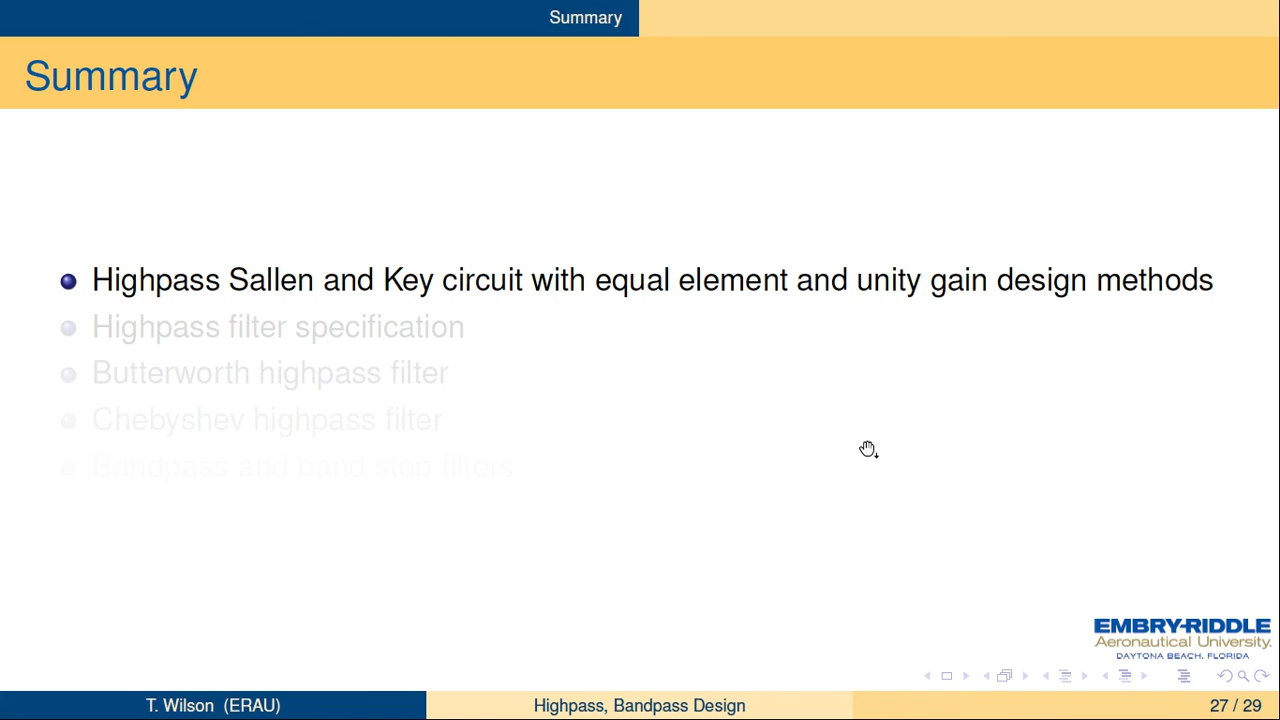 Summary
Summary
Highpass Sallen and Key circuit with equal element and unity gain design methods
Highpass filter specification
Butterworth highpass filter
Chebyshev highpass filter
Bandpass and band stop filters
EMBRY-RIDDLE
Aeronautical University.
DAYTONA BEACH, FLORIDA
T. Wilson (ERAU)
Highpass, Bandpass Design
27 / 29